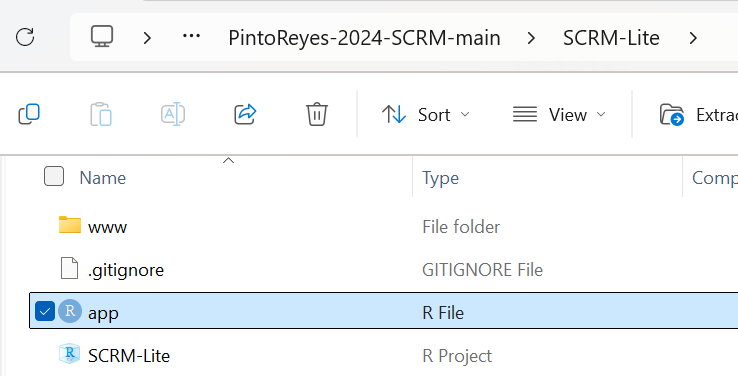 PintoReyes-2024-SCRM-main > SCRM-Lite >
Sort View Extra
Name Type Comp
www File folder
.gitignore GITIGNORE File
app R File
SCRM-Lite R Project